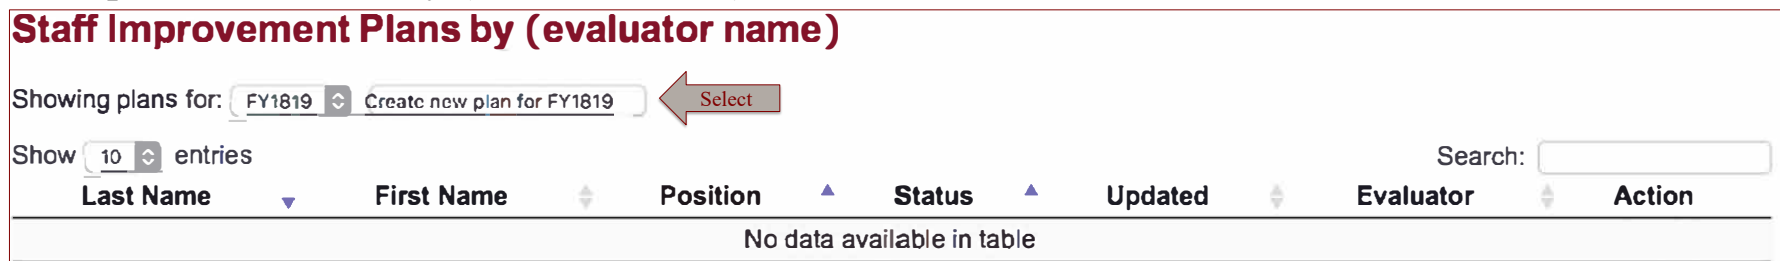 Staff Improvement Plans by (evaluator name)
Showing plans for: FY1819 Create new plan for FY1819 Select
Show 10 entries Search:
Last Name First Name Position Status Updated Evaluator Action
No data available in table